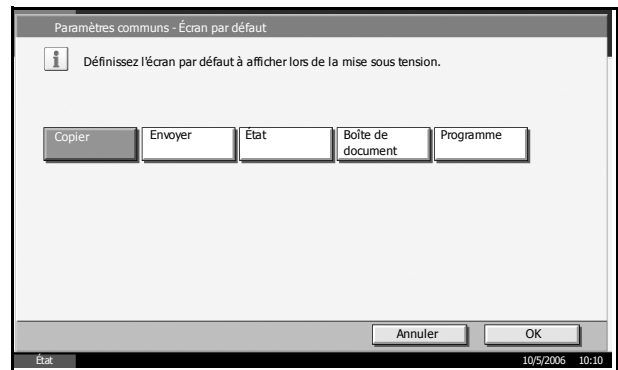 Paramètres communs - Écran par défaut
Définissez l'écran par défaut à afficher lors de la mise sous tension.
Copier
Envoyer
État
Boîte de
document
Programme
Annuler
OK
État
10/5/2006 10:10